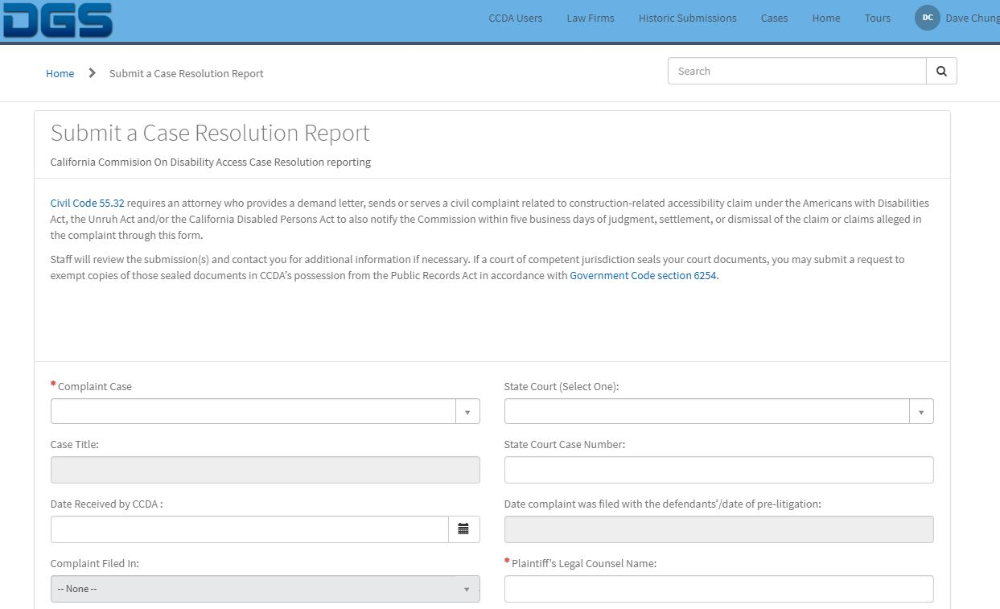 DGS
CCDA Users Law Firms Historic Submissions Cases Home Tours DC Dave Chung
Home Submit a Case Resolution Report Search
Submit a Case Resolution Report
California Commision On Disability Access Case Resolution reporting
Civil Code 55.32 requires an attorney who provides a demand letter, sends or serves a civil complaint related to construction-related accessibility claim under the Americans with Disabilities
Act, the Unruh Act and/or the California Disabled Persons Act to also notify the Commission within five business days of judgment, settlement, or dismissal of the claim or claims alleged in
the complaint through this form.
Staff will review the submission(s) and contact you for additional information if necessary. If a court of competent jurisdiction seals your court documents, you may submit a request to
exempt copies of those sealed documents in CCDA's possession from the Public Records Act in accordance with Government Code section 6254.
* Complaint Case State Court (Select One):
Case Title: State Court Case Number:
Date Received by CCDA : Date complaint was filed with the defendants'/date of pre-litigation:
Complaint Filed In: * Plaintiff's Legal Counsel Name:
-- None --